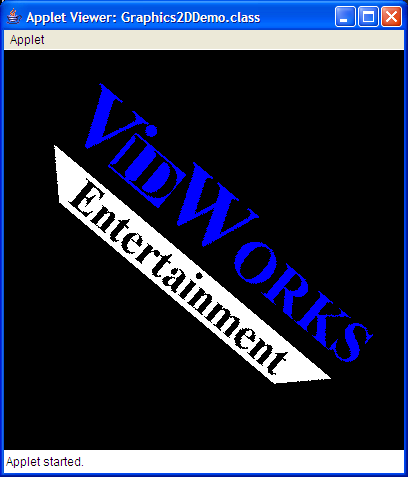 Applet Viewer: Graphics2DDemo.class
Applet
VIDWORKS
Entertainment
Applet started.